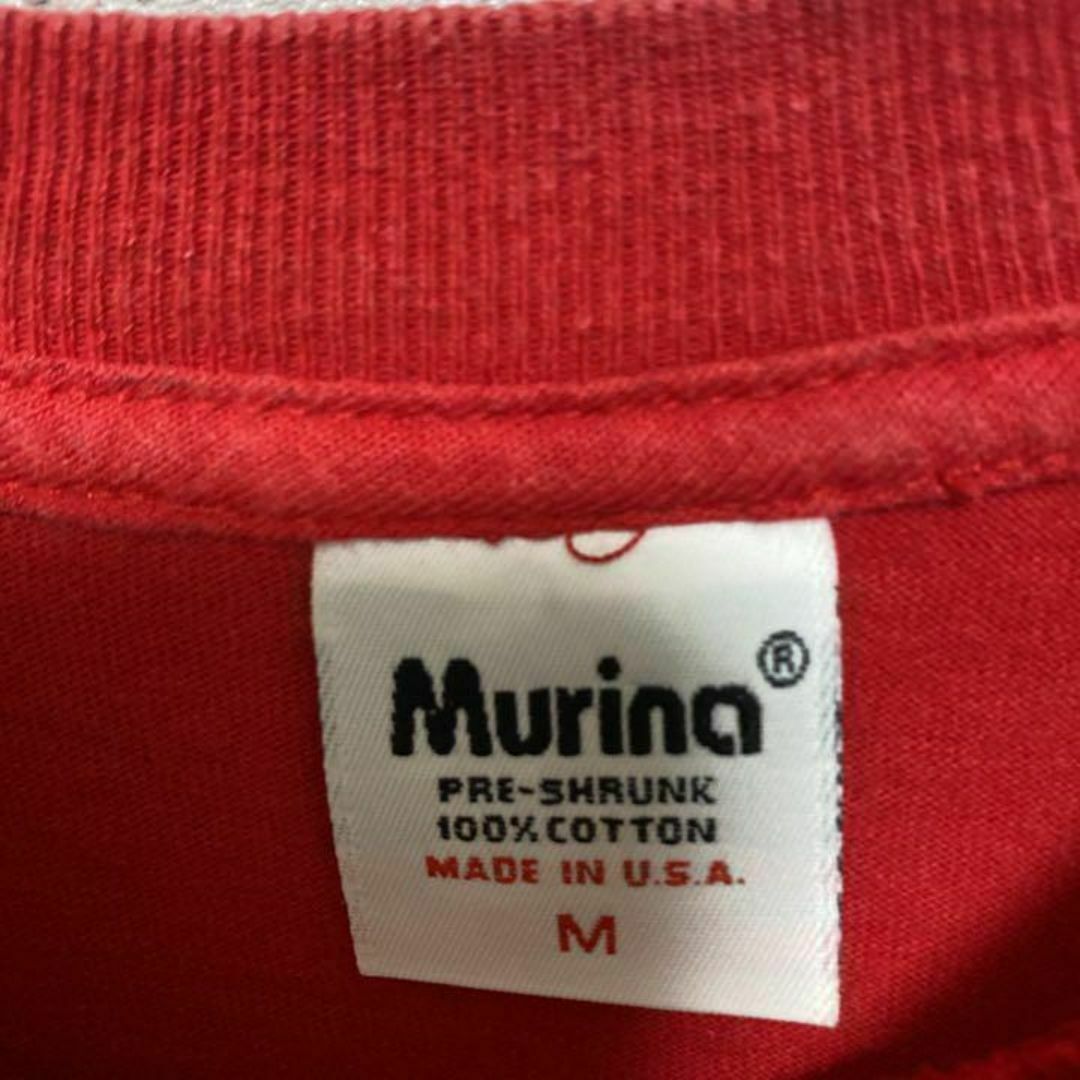 Murina®
PRE-SHRUNK
100% COTTON
MADE IN U.S.A.
M